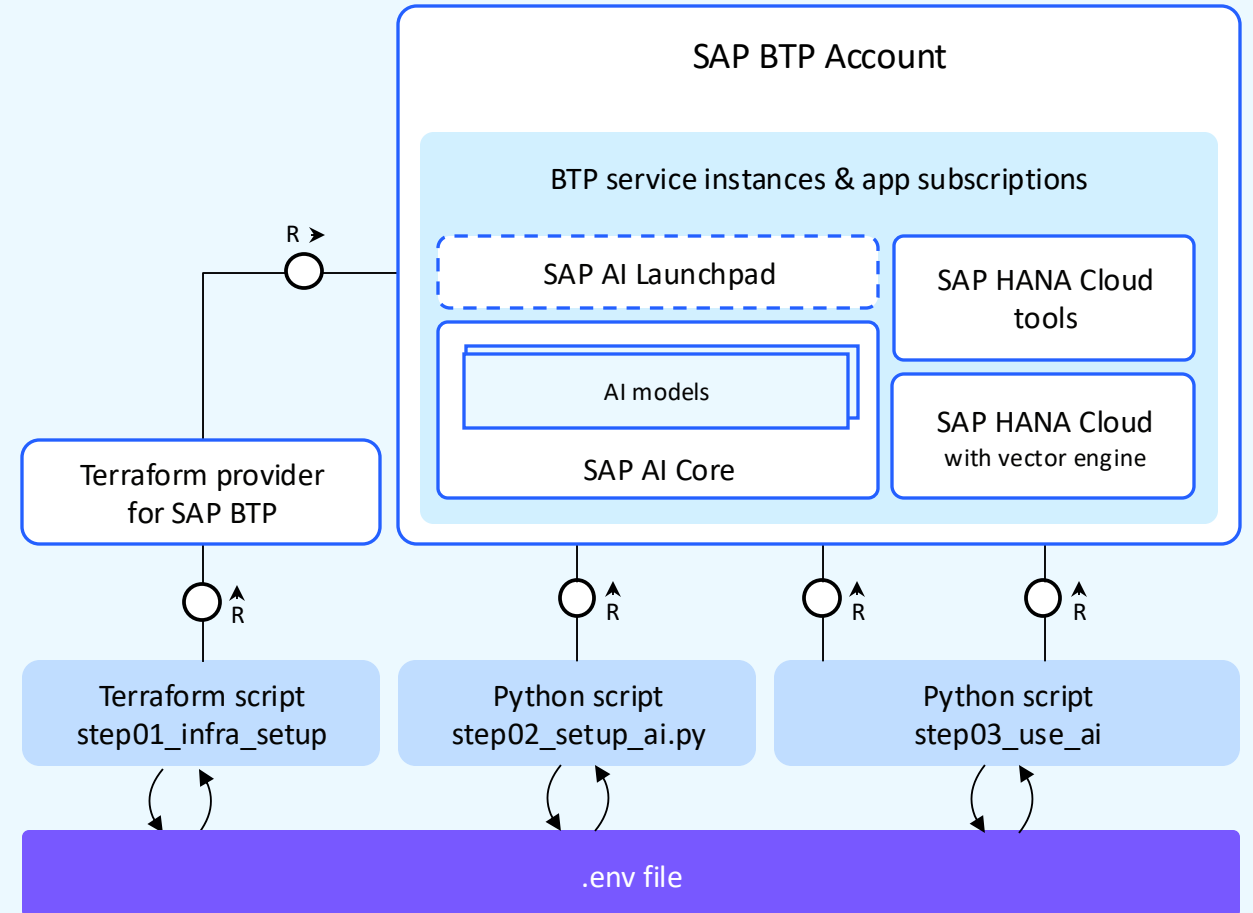 SAP BTP Account
BTP service instances & app subscriptions
R
SAP AI Launchpad
SAP HANA Cloud
tools
AI models
SAP AI Core
SAP HANA Cloud
with vector engine
Terraform provider
for SAP BTP
R
R
R
R
Terraform script
step01_infra_setup
Python script
step02_setup_ai.py
Python script
step03_use_ai
.env file